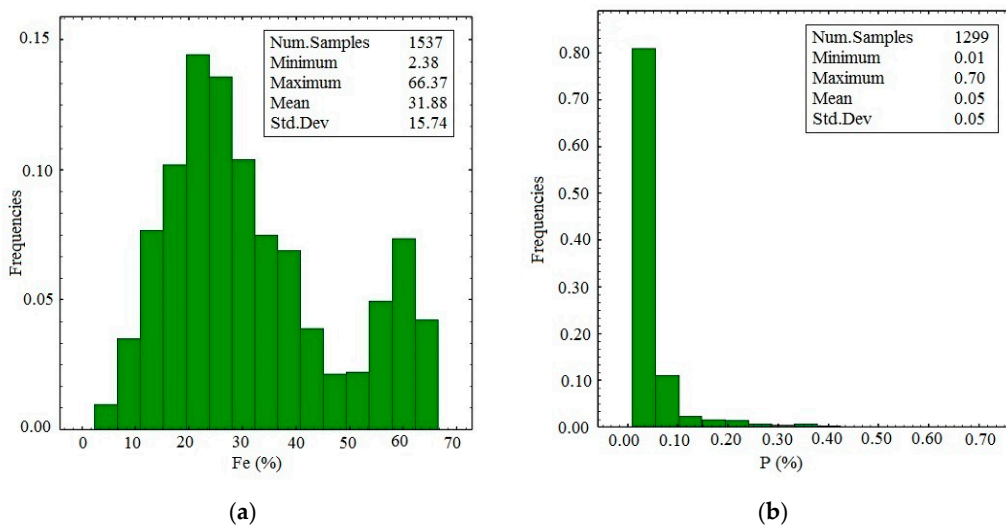 0.15
0.10
0.05
0.00
Frequencies
Num.Samples 1537
Minimum 2.38
Maximum 66.37
Mean 31.88
Std.Dev 15.74
0 10 20 30 40 50 60 70
Fe (%)
(a)
0.80
0.70
0.60
0.50
0.40
0.30
0.20
0.10
0.00
Frequencies
Num.Samples 1299
Minimum 0.01
Maximum 0.70
Mean 0.05
Std.Dev 0.05
0.00 0.10 0.20 0.30 0.40 0.50 0.60 0.70
P (%)
(b)